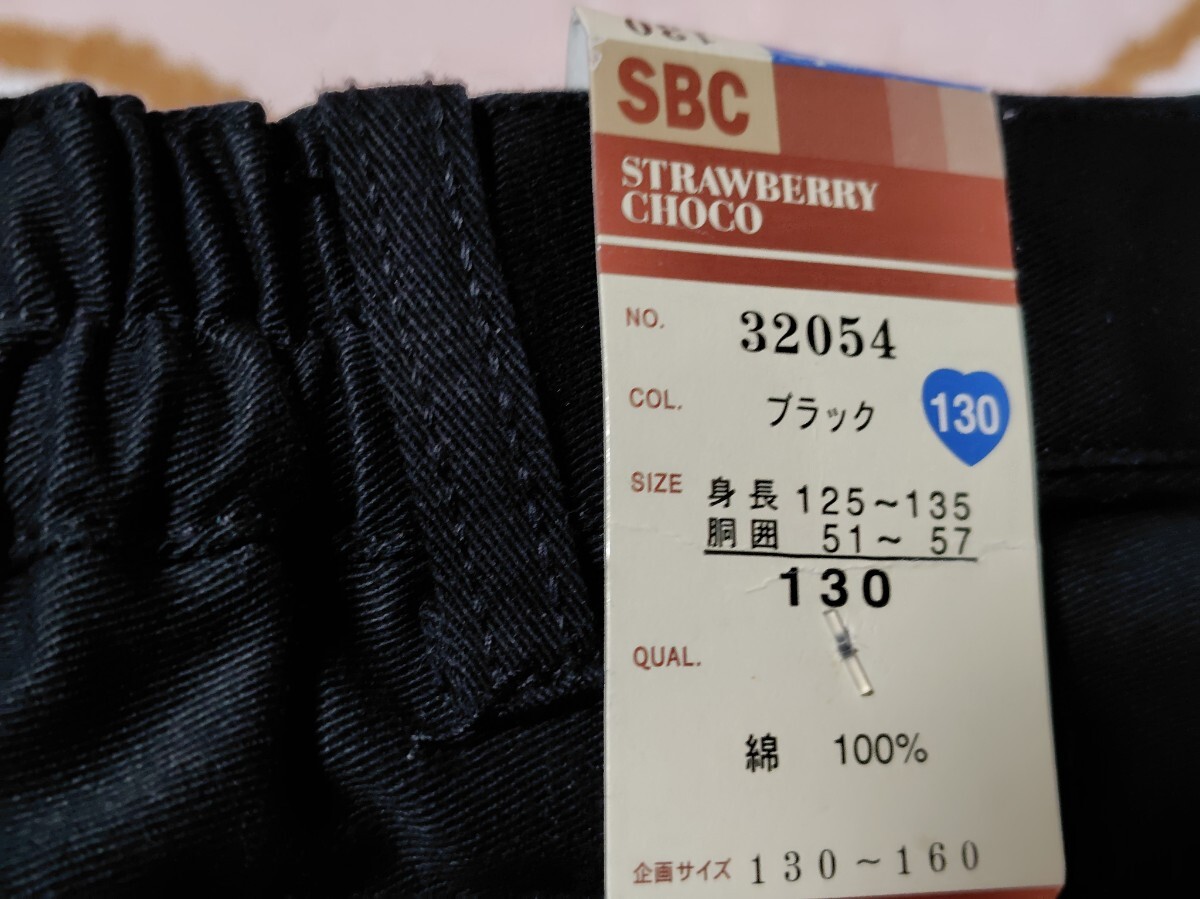 130
SBC
STRAWBERRY
CHOCO
NO. 32054
COL. ブラック
130
SIZE 身長 125~135
胴囲 51~ 57
130
QUAL.
綿 100%
企画サイズ 130~160